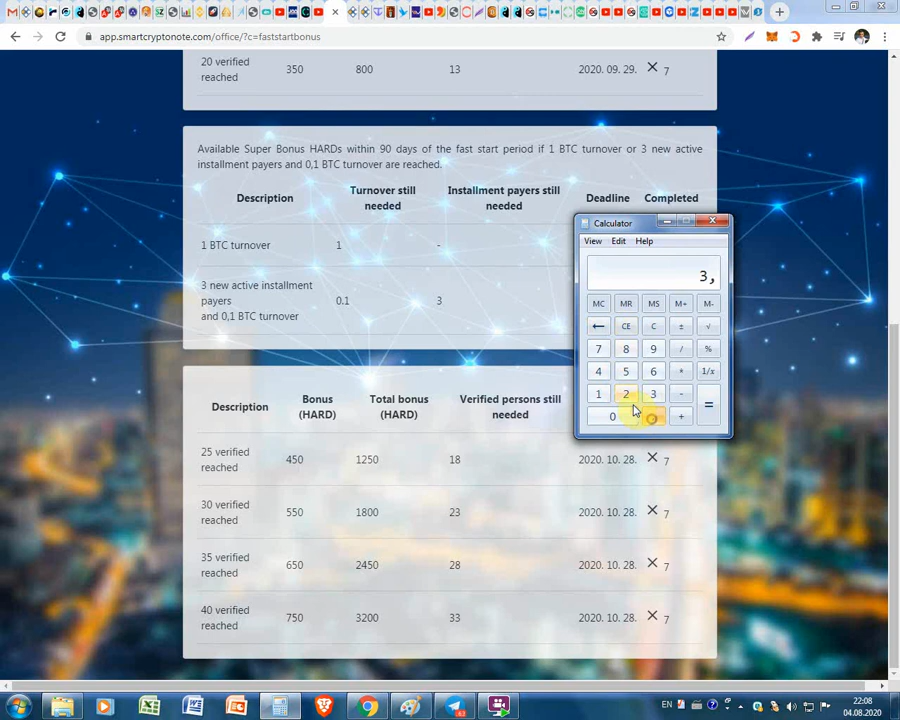 app.smartcryptonote.com/office/?c=faststartbonus
20 verified
reached
350
800
13
2020. 09. 29.
7
Available Super Bonus HARDs within 90 days of the fast start period if 1 BTC turnover or 3 new active
installment payers and 0,1 BTC turnover are reached.
Description
Turnover still
needed
Installment payers still
needed
Deadline
Completed
1 BTC turnover
1
-
3 new active installment
payers
and 0,1 BTC turnover
0.1
3
Calculator
View Edit Help
3,
MC MR MS M+ M-
← CE C ± √
7 8 9 / %
4 5 6 * 1/x
1 2 3 - =
0 +
Description
Bonus
(HARD)
Total bonus
(HARD)
Verified persons still
needed
25 verified
reached
450
1250
18
2020. 10. 28.
7
30 verified
reached
550
1800
23
2020. 10. 28.
7
35 verified
reached
650
2450
28
2020. 10. 28.
7
40 verified
reached
750
3200
33
2020. 10. 28.
7
EN
22:08
04.08.2020